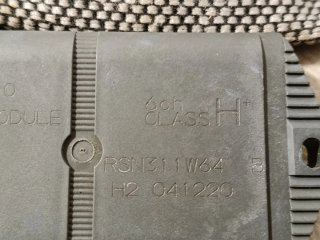 O
ODULE
6ch
CLASS H+
RSN311W64 B
H2 041220